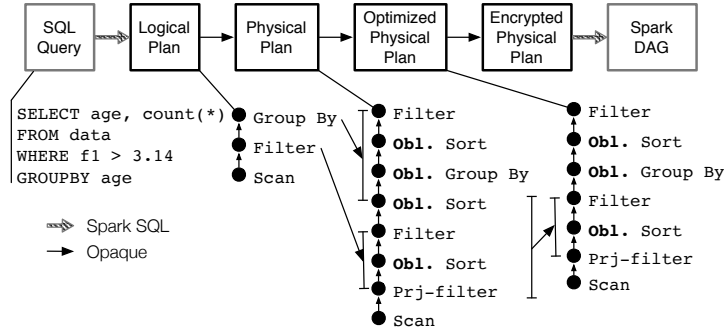 SQL
Query
Logical
Plan
Physical
Plan
Optimized
Physical
Plan
Encrypted
Physical
Plan
Spark
DAG
SELECT age, count(*)
FROM data
WHERE f1 > 3.14
GROUPBY age
Group By
Filter
Scan
Filter
Obl. Sort
Obl. Group By
Obl. Sort
Filter
Obl. Sort
Prj-filter
Scan
Filter
Obl. Sort
Obl. Group By
Filter
Obl. Sort
Prj-filter
Scan
Spark SQL
Opaque